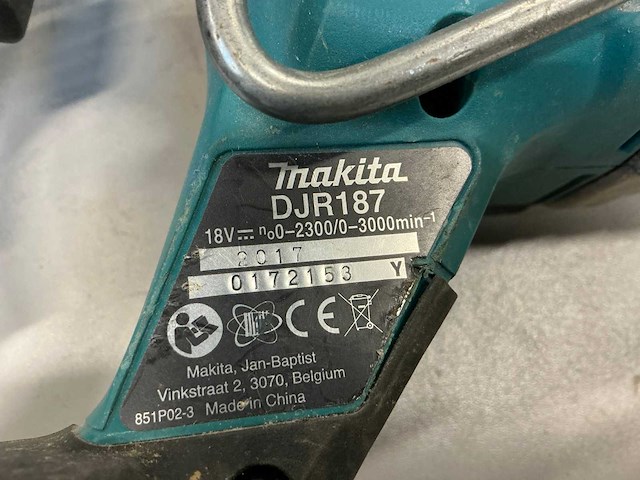 makita
DJR187
18V⎓ n₀0-2300/0-3000min⁻¹
2017
0172153 Y
CE
Makita, Jan-Baptist
Vinkstraat 2, 3070, Belgium
851P02-3 Made in China